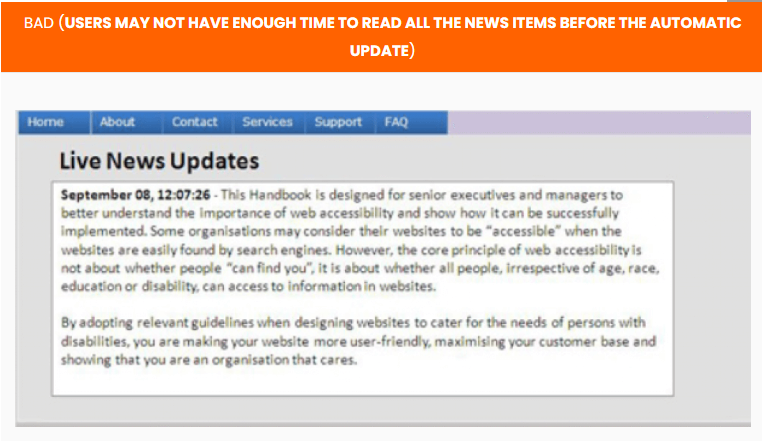 BAD (USERS MAY NOT HAVE ENOUGH TIME TO READ ALL THE NEWS ITEMS BEFORE THE AUTOMATIC
UPDATE)
Home About Contact Services Support FAQ
Live News Updates
September 08, 12:07:26 - This Handbook is designed for senior executives and managers to
better understand the importance of web accessibility and show how it can be successfully
implemented. Some organisations may consider their websites to be “accessible” when the
websites are easily found by search engines. However, the core principle of web accessibility is
not about whether people “can find you”, it is about whether all people, irrespective of age, race,
education or disability, can access to information in websites.
By adopting relevant guidelines when designing websites to cater for the needs of persons with
disabilities, you are making your website more user-friendly, maximising your customer base and
showing that you are an organisation that cares.